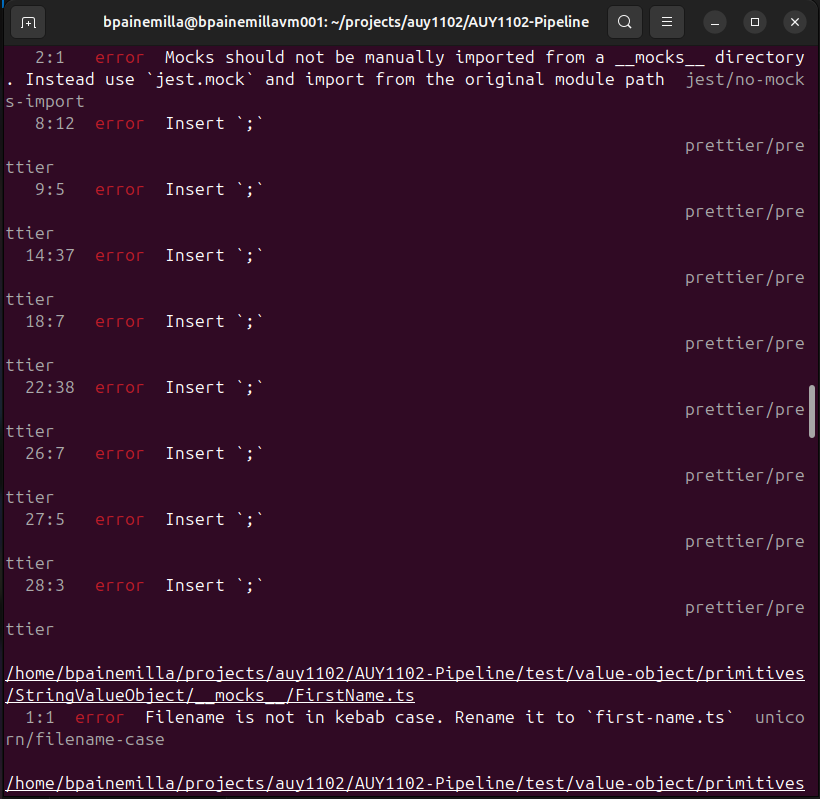 bpainemilla@bpainemillavm001: ~/projects/auy1102/AUY1102-Pipeline
2:1 error Mocks should not be manually imported from a __mocks__ directory
. Instead use `jest.mock` and import from the original module path jest/no-mock
s-import
8:12 error Insert `;`
prettier/pre
ttier
9:5 error Insert `;`
prettier/pre
ttier
14:37 error Insert `;`
prettier/pre
ttier
18:7 error Insert `;`
prettier/pre
ttier
22:38 error Insert `;`
prettier/pre
ttier
26:7 error Insert `;`
prettier/pre
ttier
27:5 error Insert `;`
prettier/pre
ttier
28:3 error Insert `;`
prettier/pre
ttier
/home/bpainemilla/projects/auy1102/AUY1102-Pipeline/test/value-object/primitives
/StringValueObject/__mocks__/FirstName.ts
1:1 error Filename is not in kebab case. Rename it to `first-name.ts` unico
rn/filename-case
/home/bpainemilla/projects/auy1102/AUY1102-Pipeline/test/value-object/primitives